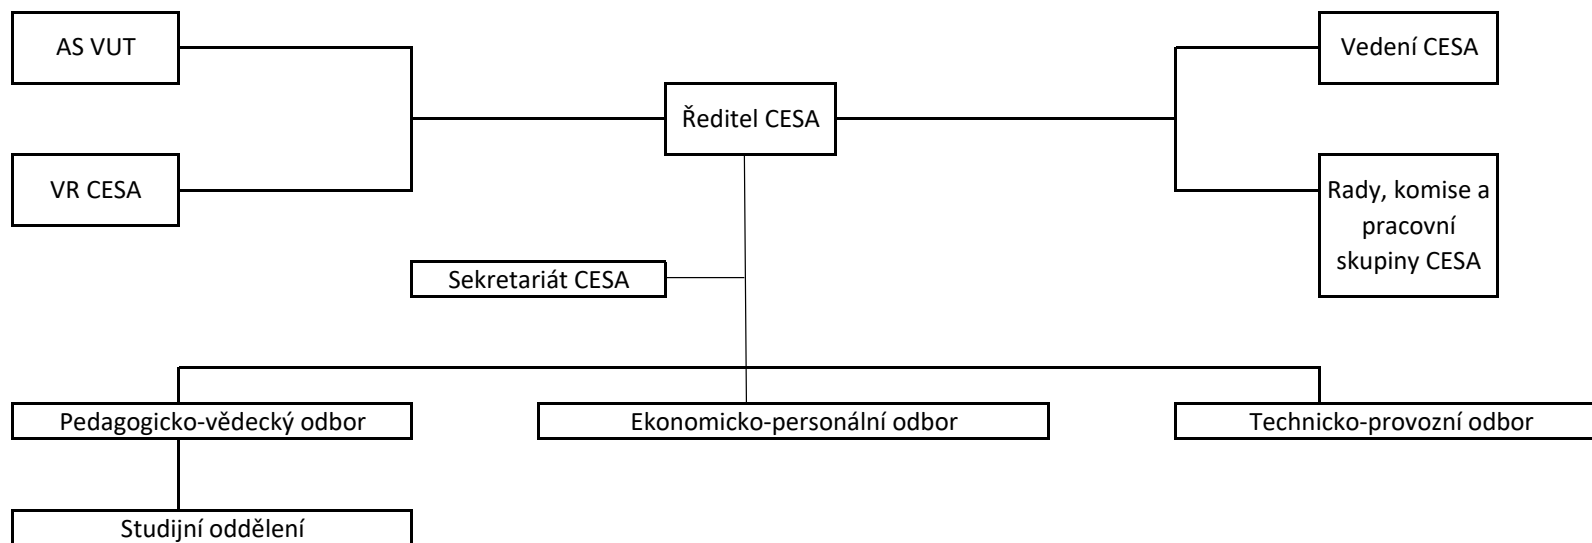 AS VUT
Vedení CESA
Ředitel CESA
VR CESA
Rady, komise a
pracovní
skupiny CESA
Sekretariát CESA
Pedagogicko-vědecký odbor
Ekonomicko-personální odbor
Technicko-provozní odbor
Studijní oddělení